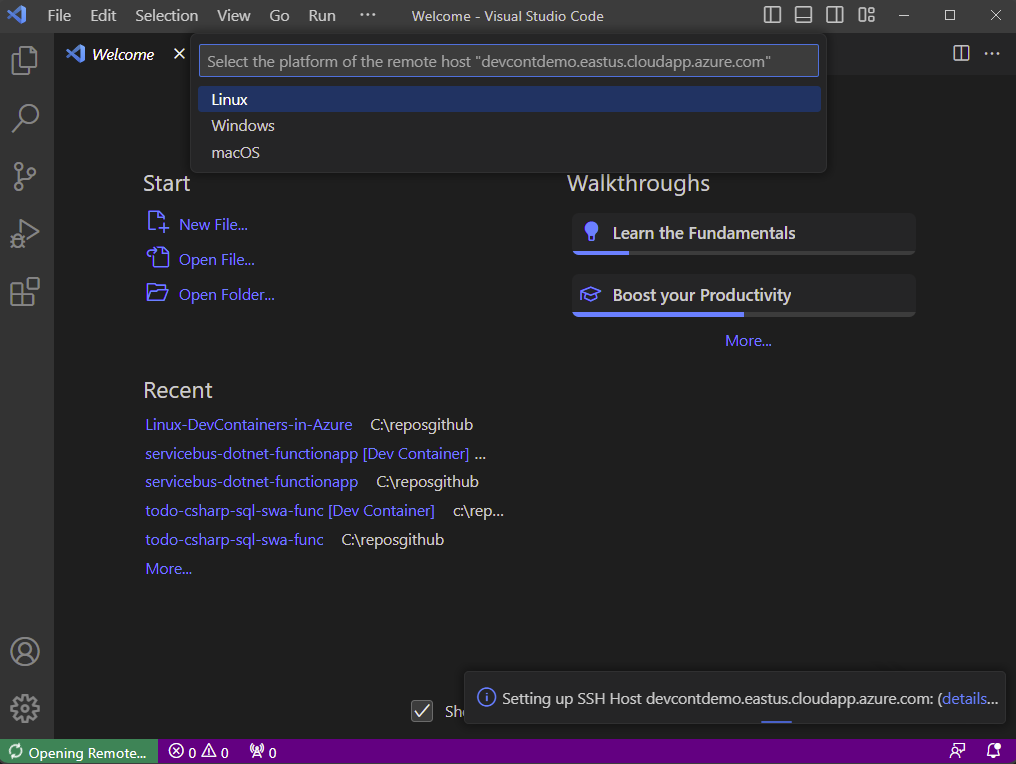 File Edit Selection View Go Run ··· Welcome - Visual Studio Code
Welcome
Select the platform of the remote host "devcontdemo.eastus.cloudapp.azure.com"
Linux
Windows
macOS
Start
New File...
Open File...
Open Folder...
Walkthroughs
Learn the Fundamentals
Boost your Productivity
More...
Recent
Linux-DevContainers-in-Azure C:\reposgithub
servicebus-dotnet-functionapp [Dev Container] ...
servicebus-dotnet-functionapp C:\reposgithub
todo-csharp-sql-swa-func [Dev Container] c:\rep...
todo-csharp-sql-swa-func C:\reposgithub
More...
Setting up SSH Host devcontdemo.eastus.cloudapp.azure.com: (details...
Opening Remote... 0 0 0